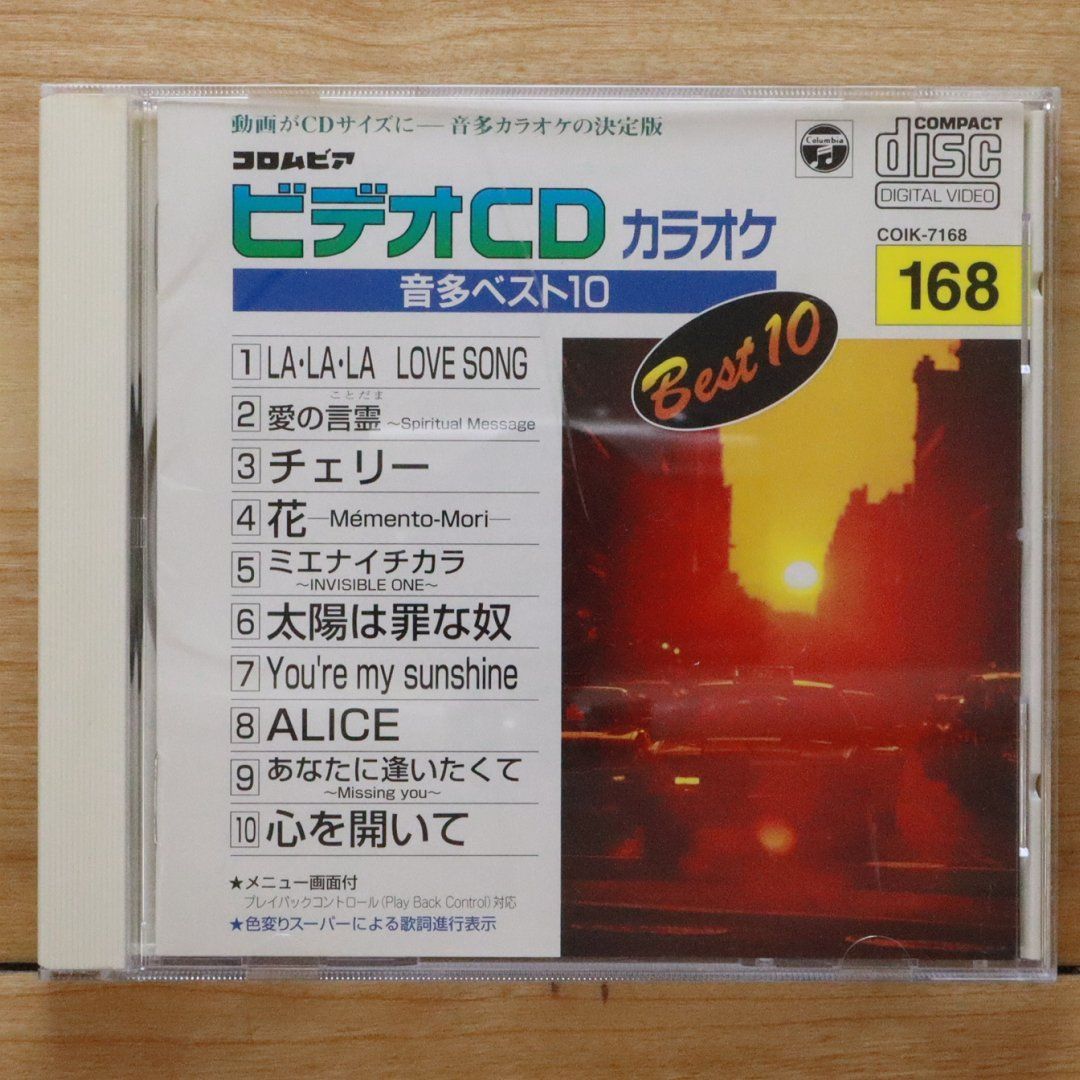 動画がCDサイズに——音多カラオケの決定版
コロムビア
ビデオCD カラオケ
音多ベスト10
Columbia
COMPACT
disc
DIGITAL VIDEO
COIK-7168
168
Best 10
1 LA・LA・LA LOVE SONG
ことだま
2 愛の言霊 〜Spiritual Message
3 チェリー
4 花 —Mémento-Mori—
5 ミエナイチカラ
〜INVISIBLE ONE〜
6 太陽は罪な奴
7 You're my sunshine
8 ALICE
9 あなたに逢いたくて
〜Missing you〜
10 心を開いて
★メニュー画面付
プレイバックコントロール(Play Back Control)対応
★色変りスーパーによる歌詞進行表示